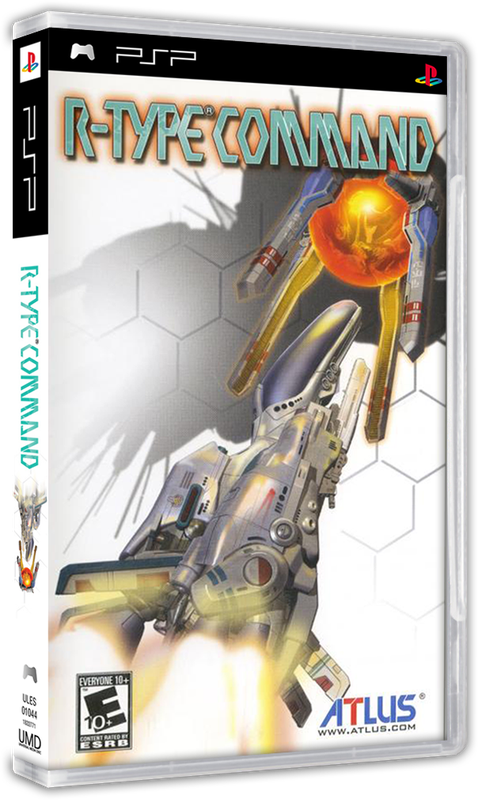 PSP
R-TYPE® COMMAND
PSP
R-TYPE® COMMAND
ULES
01044
UMD
EVERYONE 10+
E
10+
CONTENT RATED BY
ESRB
ATLUS®
WWW.ATLUS.COM